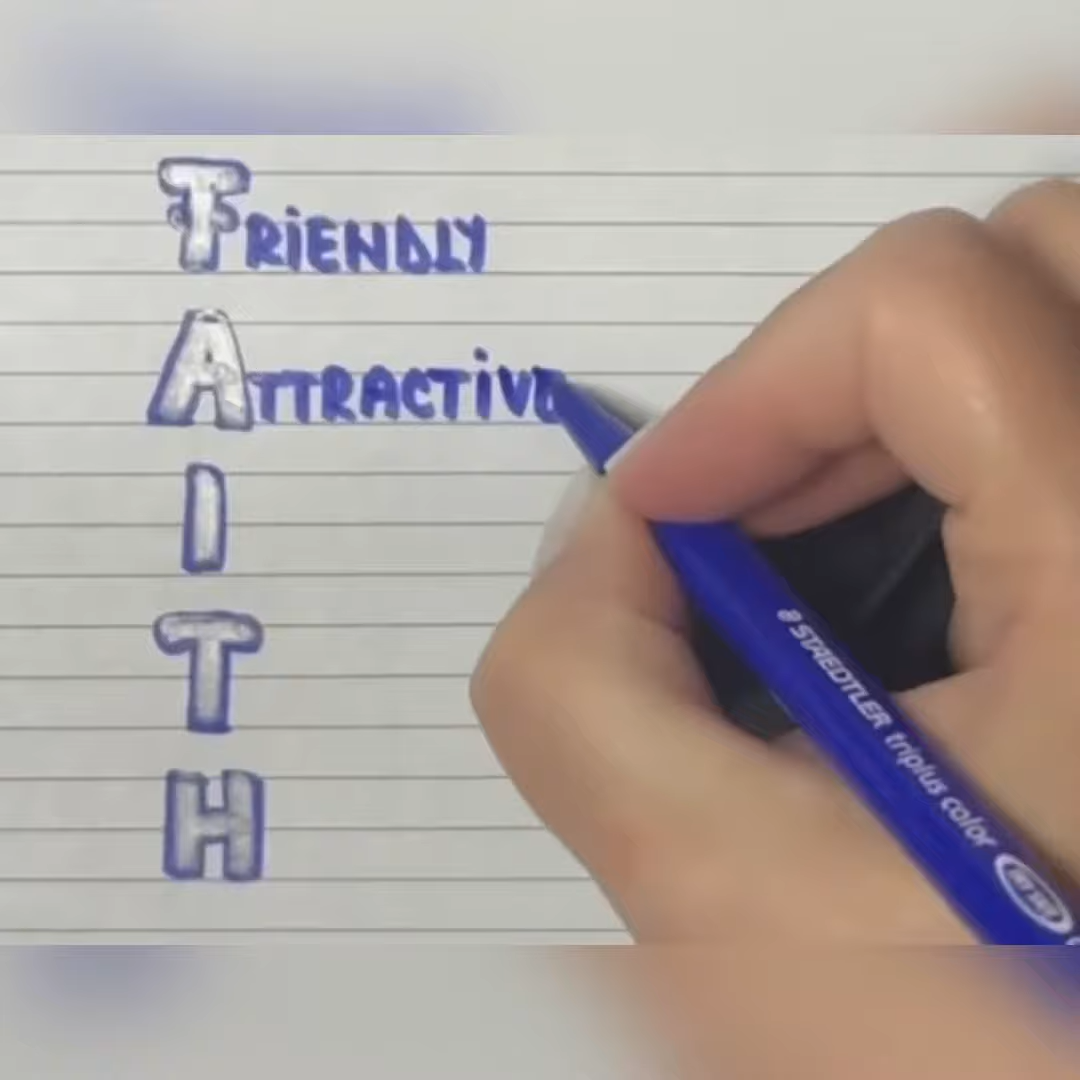 FRiENDLY
ATTRACTiVE
I
T
H
STAEDTLER triplus color